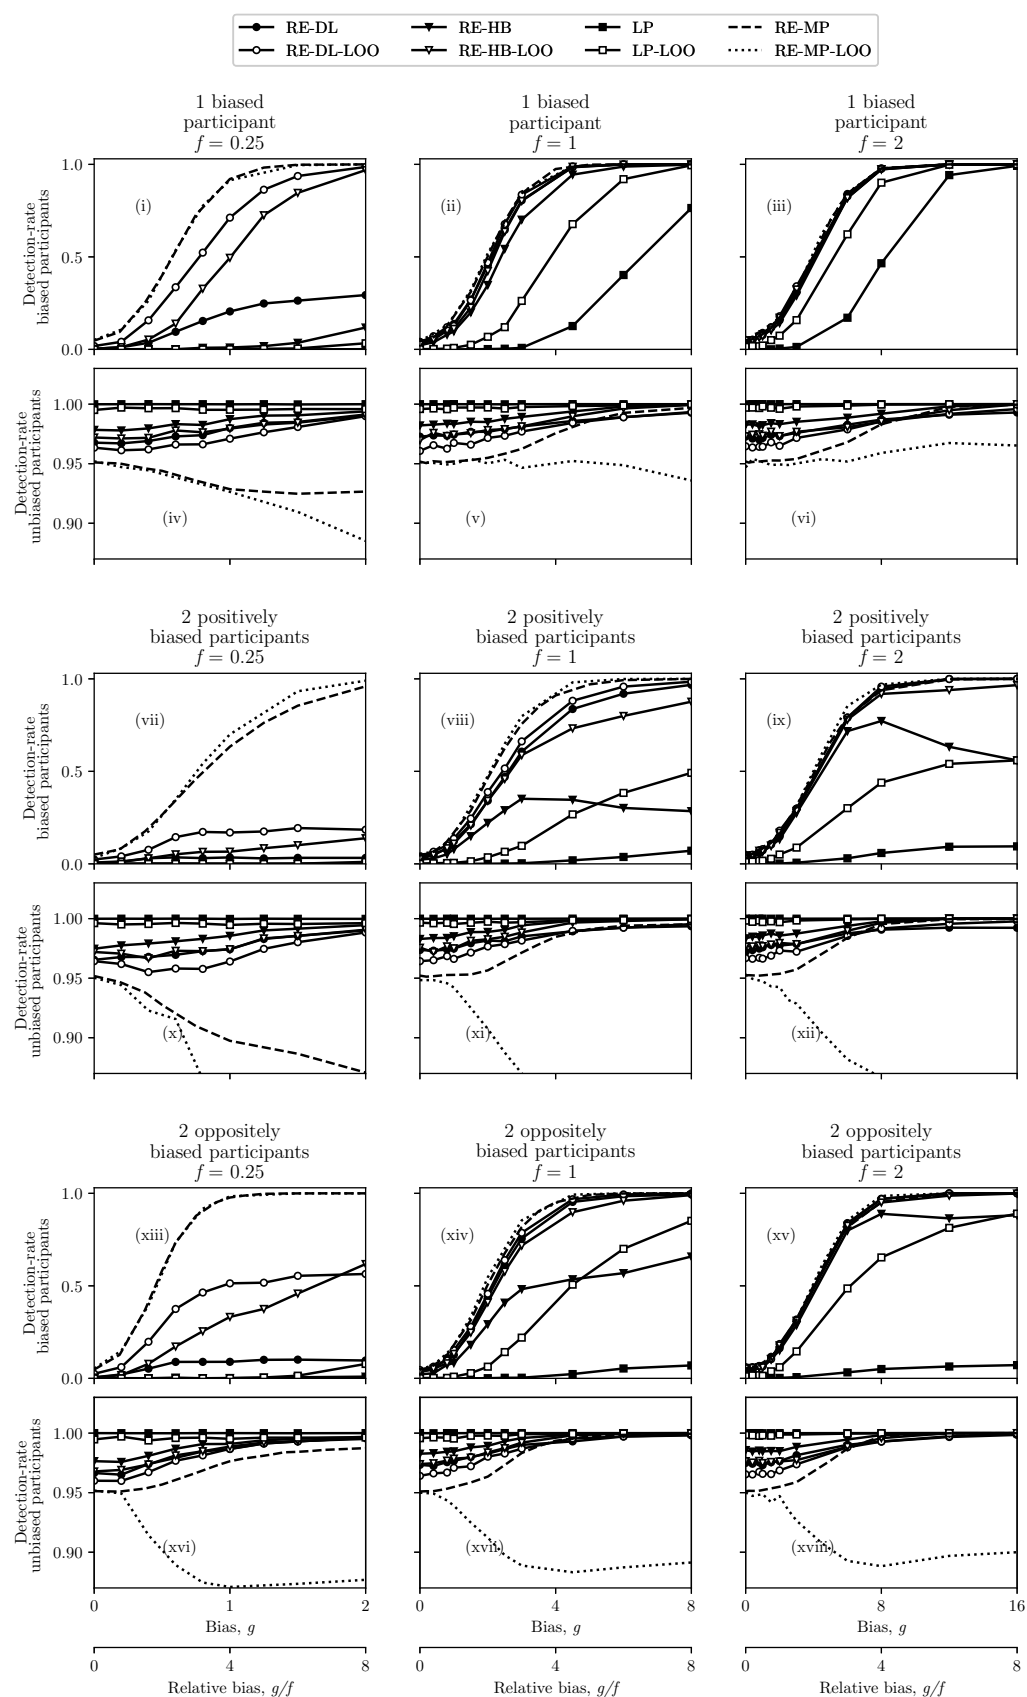 RE-DL RE-HB LP RE-MP
RE-DL-LOO RE-HB-LOO LP-LOO RE-MP-LOO
1 biased participant f = 0.25
1 biased participant f = 1
1 biased participant f = 2
Detection-rate biased participants
1.0
0.5
0.0
(i)
(ii)
(iii)
Detection-rate unbiased participants
1.00
0.95
0.90
(iv)
(v)
(vi)
2 positively biased participants f = 0.25
2 positively biased participants f = 1
2 positively biased participants f = 2
Detection-rate biased participants
1.0
0.5
0.0
(vii)
(viii)
(ix)
Detection-rate unbiased participants
1.00
0.95
0.90
(x)
(xi)
(xii)
2 oppositely biased participants f = 0.25
2 oppositely biased participants f = 1
2 oppositely biased participants f = 2
Detection-rate biased participants
1.0
0.5
0.0
(xiii)
(xiv)
(xv)
Detection-rate unbiased participants
1.00
0.95
0.90
(xvi)
(xvii)
(xviii)
0 1 2 0 4 8 0 8 16
Bias, g Bias, g Bias, g
0 4 8 0 4 8 0 4 8
Relative bias, g/f Relative bias, g/f Relative bias, g/f